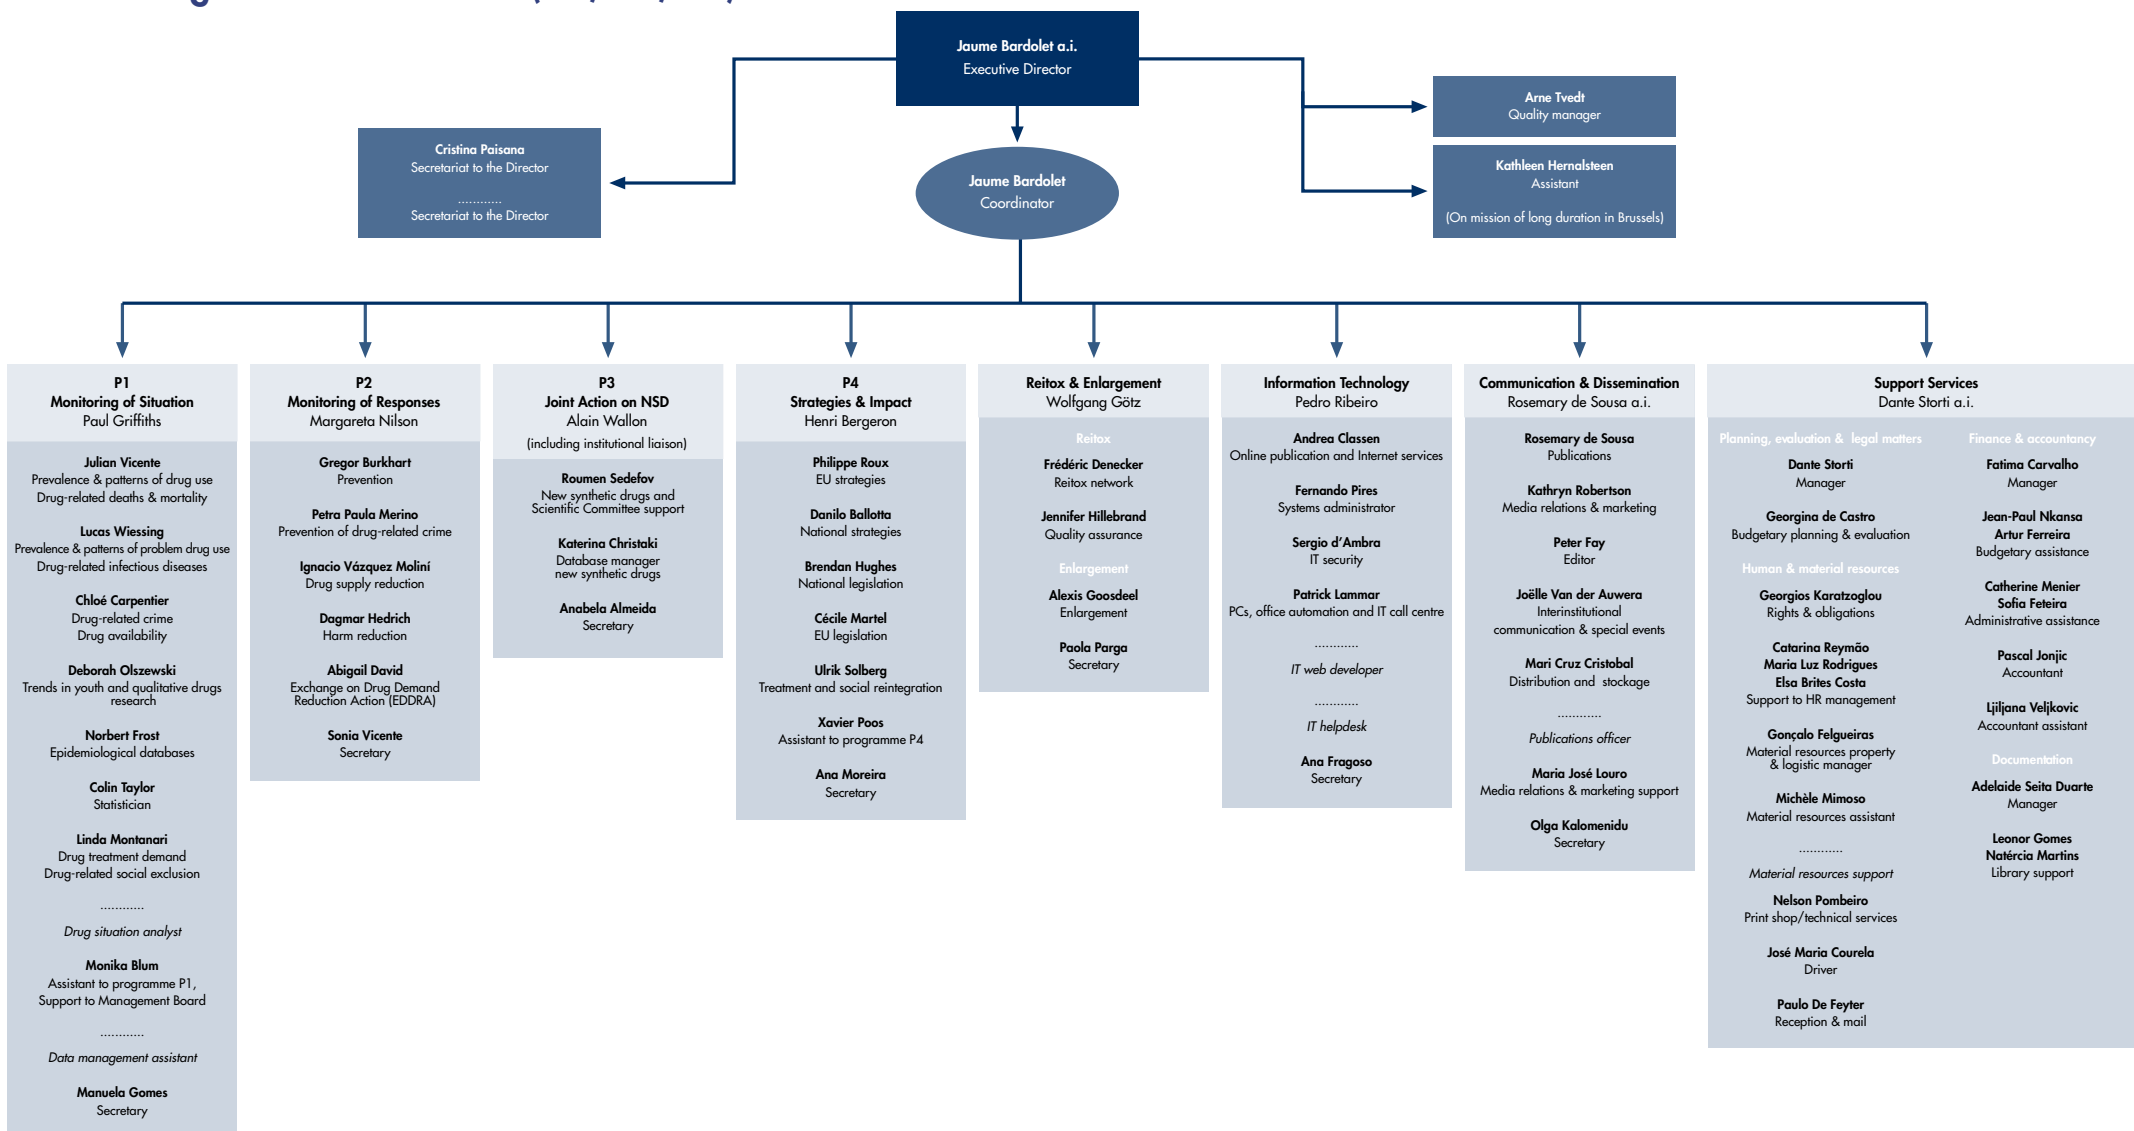 Jaume Bardolet a.i.
Executive Director
Arne Tvedt
Quality manager
Cristina Paisana
Secretariat to the Director
............
Secretariat to the Director
Jaume Bardolet
Coordinator
Kathleen Hernalsteen
Assistant
(On mission of long duration in Brussels)
P1
Monitoring of Situation
Paul Griffiths
Julian Vicente
Prevalence & patterns of drug use
Drug-related deaths & mortality
Lucas Wiessing
Prevalence & patterns of problem drug use
Drug-related infectious diseases
Chloé Carpentier
Drug-related crime
Drug availability
Deborah Olszewski
Trends in youth and qualitative drugs
research
Norbert Frost
Epidemiological databases
Colin Taylor
Statistician
Linda Montanari
Drug treatment demand
Drug-related social exclusion
............
Drug situation analyst
Monika Blum
Assistant to programme P1,
Support to Management Board
............
Data management assistant
Manuela Gomes
Secretary
P2
Monitoring of Responses
Margareta Nilson
Gregor Burkhart
Prevention
Petra Paula Merino
Prevention of drug-related crime
Ignacio Vázquez Moliní
Drug supply reduction
Dagmar Hedrich
Harm reduction
Abigail David
Exchange on Drug Demand
Reduction Action (EDDRA)
Sonia Vicente
Secretary
P3
Joint Action on NSD
Alain Wallon
(including institutional liaison)
Roumen Sedefov
New synthetic drugs and
Scientific Committee support
Katerina Christaki
Database manager
new synthetic drugs
Anabela Almeida
Secretary
P4
Strategies & Impact
Henri Bergeron
Philippe Roux
EU strategies
Danilo Ballotta
National strategies
Brendan Hughes
National legislation
Cécile Martel
EU legislation
Ulrik Solberg
Treatment and social reintegration
Xavier Poos
Assistant to programme P4
Ana Moreira
Secretary
Reitox & Enlargement
Wolfgang Götz
Reitox
Frédéric Denecker
Reitox network
Jennifer Hillebrand
Quality assurance
Enlargement
Alexis Goosdeel
Enlargement
Paola Parga
Secretary
Information Technology
Pedro Ribeiro
Andrea Classen
Online publication and Internet services
Fernando Pires
Systems administrator
Sergio d'Ambra
IT security
Patrick Lammar
PCs, office automation and IT call centre
............
IT web developer
............
IT helpdesk
Ana Fragoso
Secretary
Communication & Dissemination
Rosemary de Sousa a.i.
Rosemary de Sousa
Publications
Kathryn Robertson
Media relations & marketing
Peter Fay
Editor
Joëlle Van der Auwera
Interinstitutional
communication & special events
Mari Cruz Cristobal
Distribution and stockage
............
Publications officer
Maria José Louro
Media relations & marketing support
Olga Kalomenidu
Secretary
Support Services
Dante Storti a.i.
Planning, evaluation & legal matters
Dante Storti
Manager
Georgina de Castro
Budgetary planning & evaluation
Human & material resources
Georgios Karatzoglou
Rights & obligations
Catarina Reymão
Maria Luz Rodrigues
Elsa Brites Costa
Support to HR management
Gonçalo Felgueiras
Material resources property
& logistic manager
Michèle Mimoso
Material resources assistant
............
Material resources support
Nelson Pombeiro
Print shop/technical services
José Maria Courela
Driver
Paulo De Feyter
Reception & mail
Finance & accountancy
Fatima Carvalho
Manager
Jean-Paul Nkansa
Artur Ferreira
Budgetary assistance
Catherine Menier
Sofia Feteira
Administrative assistance
Pascal Jonjic
Accountant
Ljiljana Veljkovic
Accountant assistant
Documentation
Adelaide Seita Duarte
Manager
Leonor Gomes
Natércia Martins
Library support